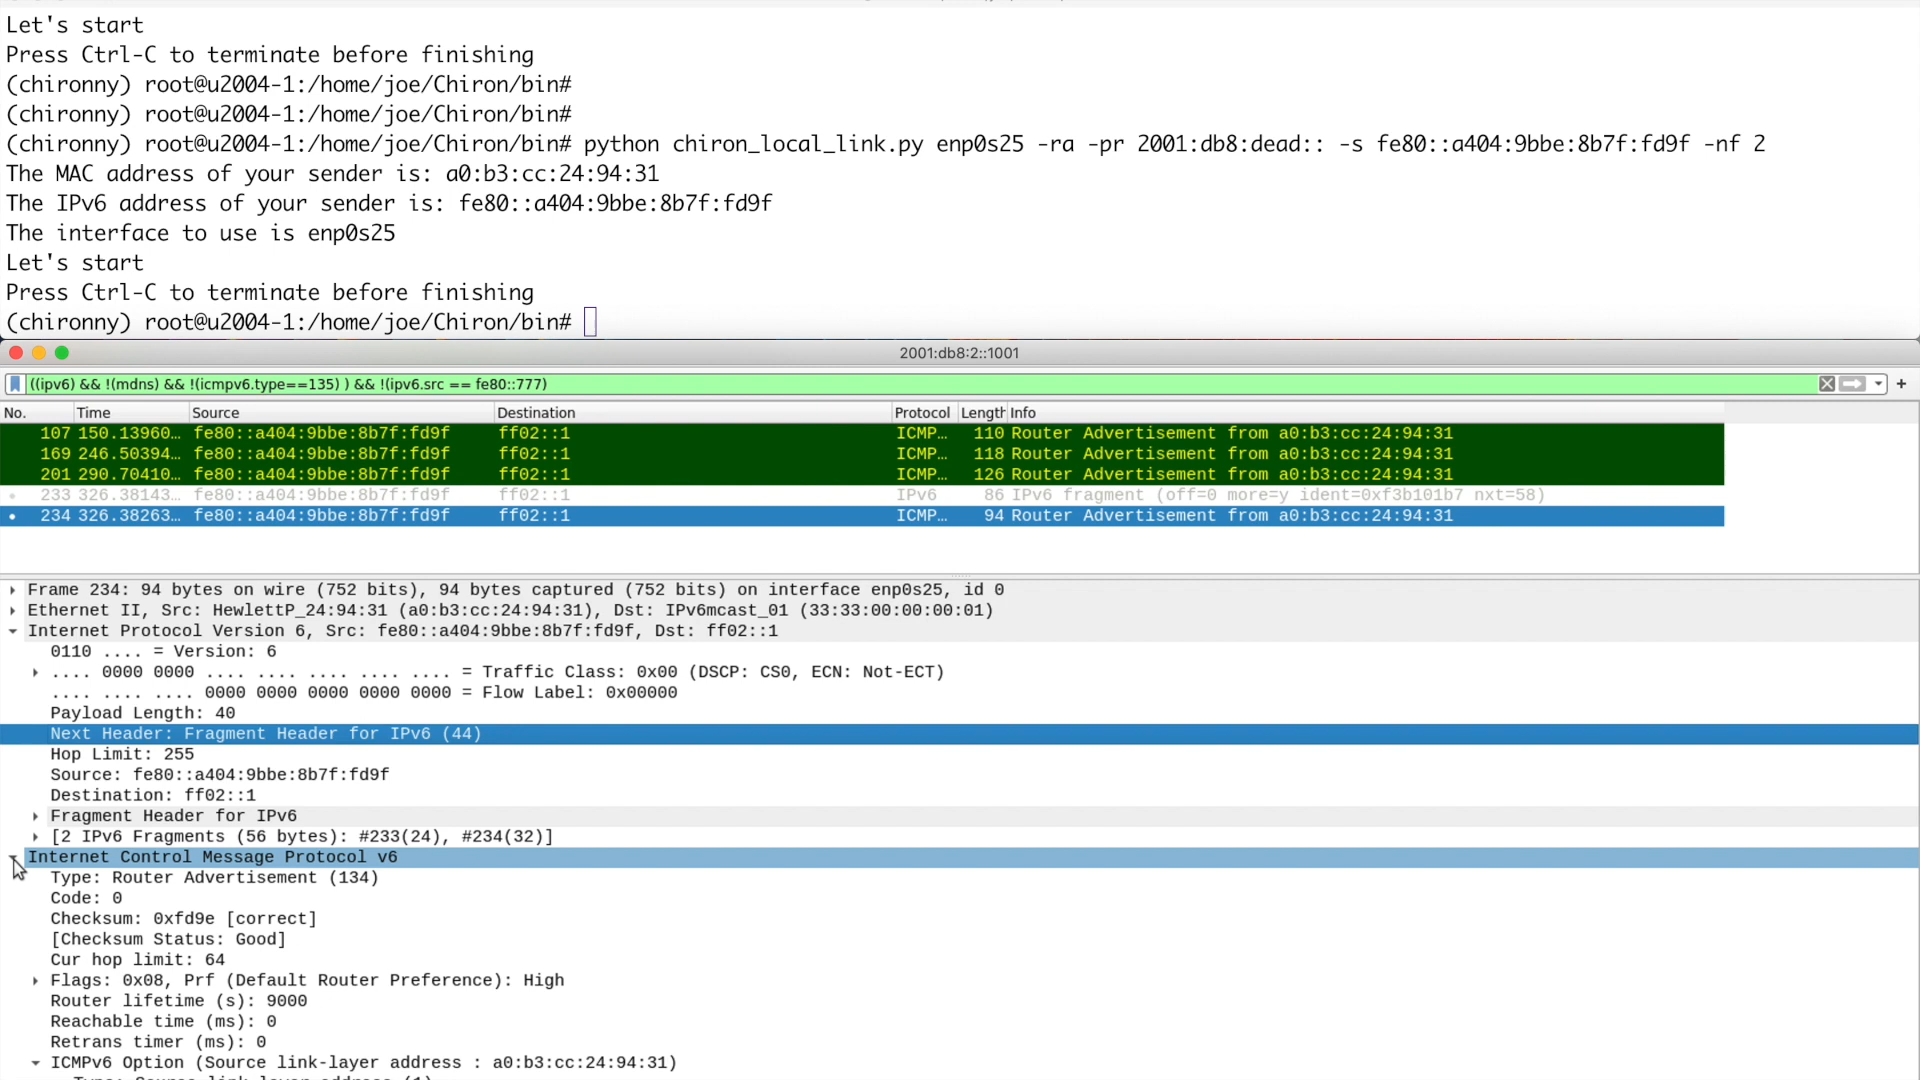 Let's start
Press Ctrl-C to terminate before finishing
(chironny) root@u2004-1:/home/joe/Chiron/bin#
(chironny) root@u2004-1:/home/joe/Chiron/bin#
(chironny) root@u2004-1:/home/joe/Chiron/bin# python chiron_local_link.py enp0s25 -ra -pr 2001:db8:dead:: -s fe80::a404:9bbe:8b7f:fd9f -nf 2
The MAC address of your sender is: a0:b3:cc:24:94:31
The IPv6 address of your sender is: fe80::a404:9bbe:8b7f:fd9f
The interface to use is enp0s25
Let's start
Press Ctrl-C to terminate before finishing
(chironny) root@u2004-1:/home/joe/Chiron/bin#
2001:db8:2::1001
((ipv6) && !(mdns) && !(icmpv6.type==135) ) && !(ipv6.src == fe80::777)
No. Time Source Destination Protocol Length Info
107 150.13960… fe80::a404:9bbe:8b7f:fd9f ff02::1 ICMP… 110 Router Advertisement from a0:b3:cc:24:94:31
169 246.50394… fe80::a404:9bbe:8b7f:fd9f ff02::1 ICMP… 118 Router Advertisement from a0:b3:cc:24:94:31
201 290.70410… fe80::a404:9bbe:8b7f:fd9f ff02::1 ICMP… 126 Router Advertisement from a0:b3:cc:24:94:31
233 326.38143… fe80::a404:9bbe:8b7f:fd9f ff02::1 IPv6 86 IPv6 fragment (off=0 more=y ident=0xf3b101b7 nxt=58)
234 326.38263… fe80::a404:9bbe:8b7f:fd9f ff02::1 ICMP… 94 Router Advertisement from a0:b3:cc:24:94:31
Frame 234: 94 bytes on wire (752 bits), 94 bytes captured (752 bits) on interface enp0s25, id 0
Ethernet II, Src: HewlettP_24:94:31 (a0:b3:cc:24:94:31), Dst: IPv6mcast_01 (33:33:00:00:00:01)
Internet Protocol Version 6, Src: fe80::a404:9bbe:8b7f:fd9f, Dst: ff02::1
0110 .... = Version: 6
.... 0000 0000 .... .... .... .... .... = Traffic Class: 0x00 (DSCP: CS0, ECN: Not-ECT)
.... .... .... 0000 0000 0000 0000 0000 = Flow Label: 0x00000
Payload Length: 40
Next Header: Fragment Header for IPv6 (44)
Hop Limit: 255
Source: fe80::a404:9bbe:8b7f:fd9f
Destination: ff02::1
Fragment Header for IPv6
[2 IPv6 Fragments (56 bytes): #233(24), #234(32)]
Internet Control Message Protocol v6
Type: Router Advertisement (134)
Code: 0
Checksum: 0xfd9e [correct]
[Checksum Status: Good]
Cur hop limit: 64
Flags: 0x08, Prf (Default Router Preference): High
Router lifetime (s): 9000
Reachable time (ms): 0
Retrans timer (ms): 0
ICMPv6 Option (Source link-layer address : a0:b3:cc:24:94:31)